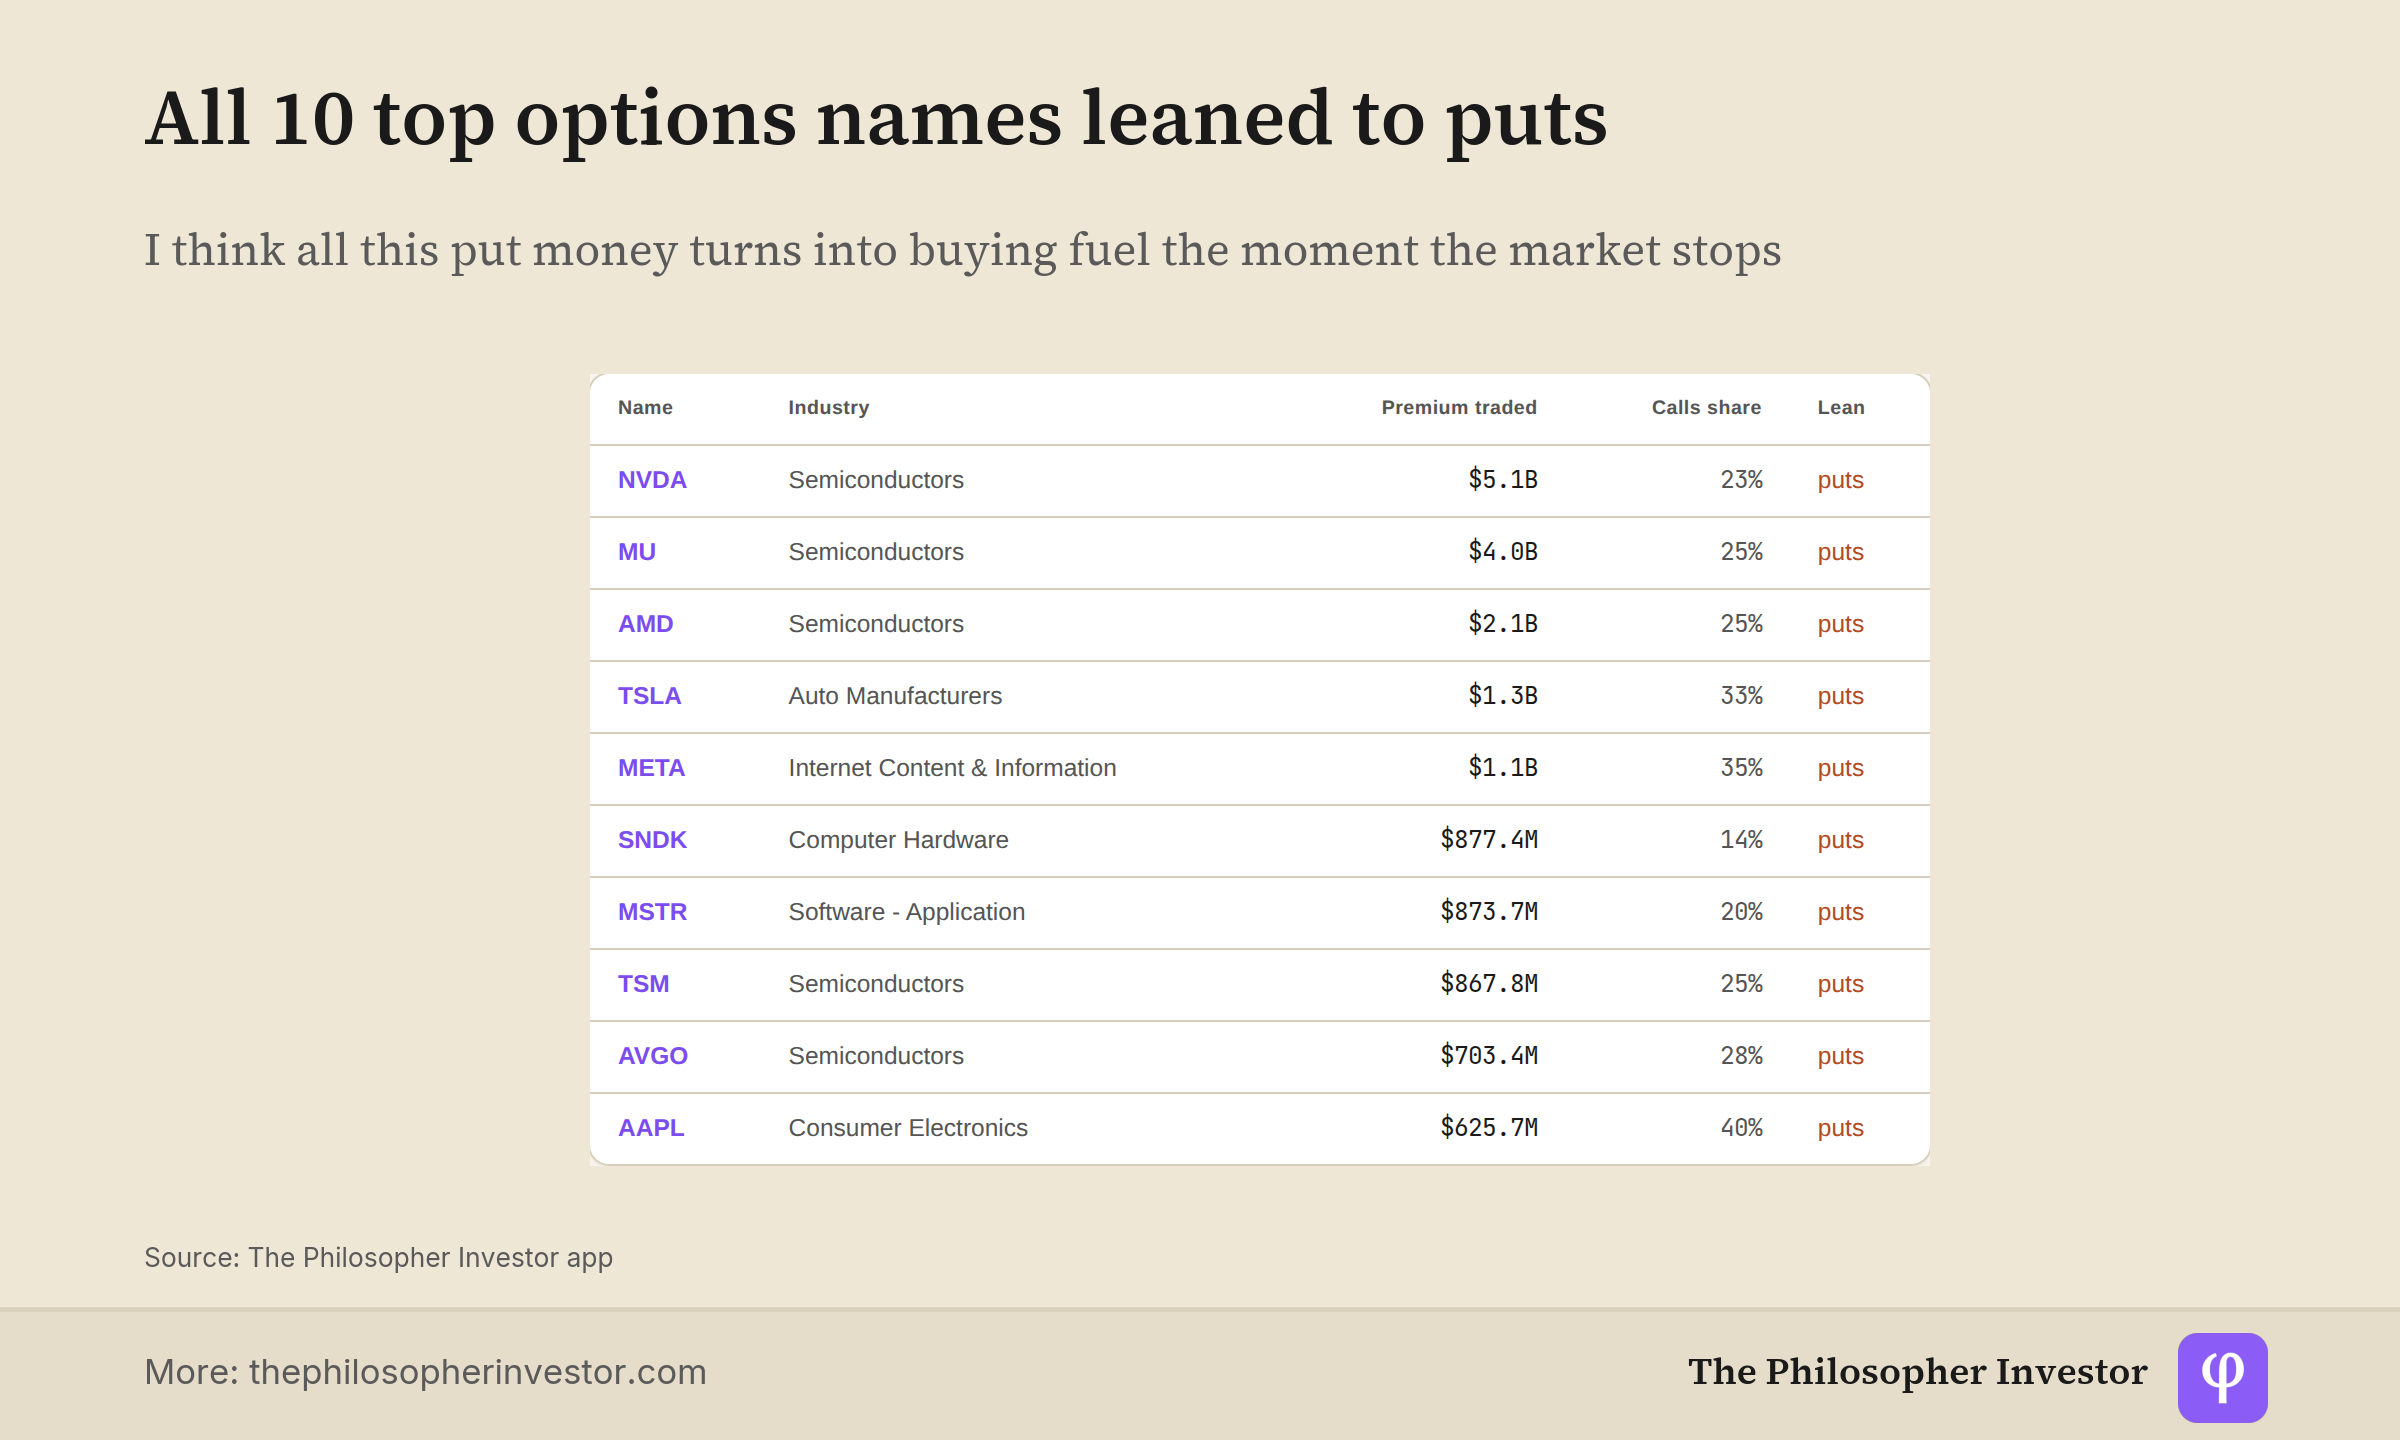 All 10 top options names leaned to puts
I think all this put money turns into buying fuel the moment the market stops
Name Industry Premium traded Calls share Lean
NVDA Semiconductors $5.1B 23% puts
MU Semiconductors $4.0B 25% puts
AMD Semiconductors $2.1B 25% puts
TSLA Auto Manufacturers $1.3B 33% puts
META Internet Content & Information $1.1B 35% puts
SNDK Computer Hardware $877.4M 14% puts
MSTR Software - Application $873.7M 20% puts
TSM Semiconductors $867.8M 25% puts
AVGO Semiconductors $703.4M 28% puts
AAPL Consumer Electronics $625.7M 40% puts
Source: The Philosopher Investor app
More: thephilosopherinvestor.com
The Philosopher Investor φ